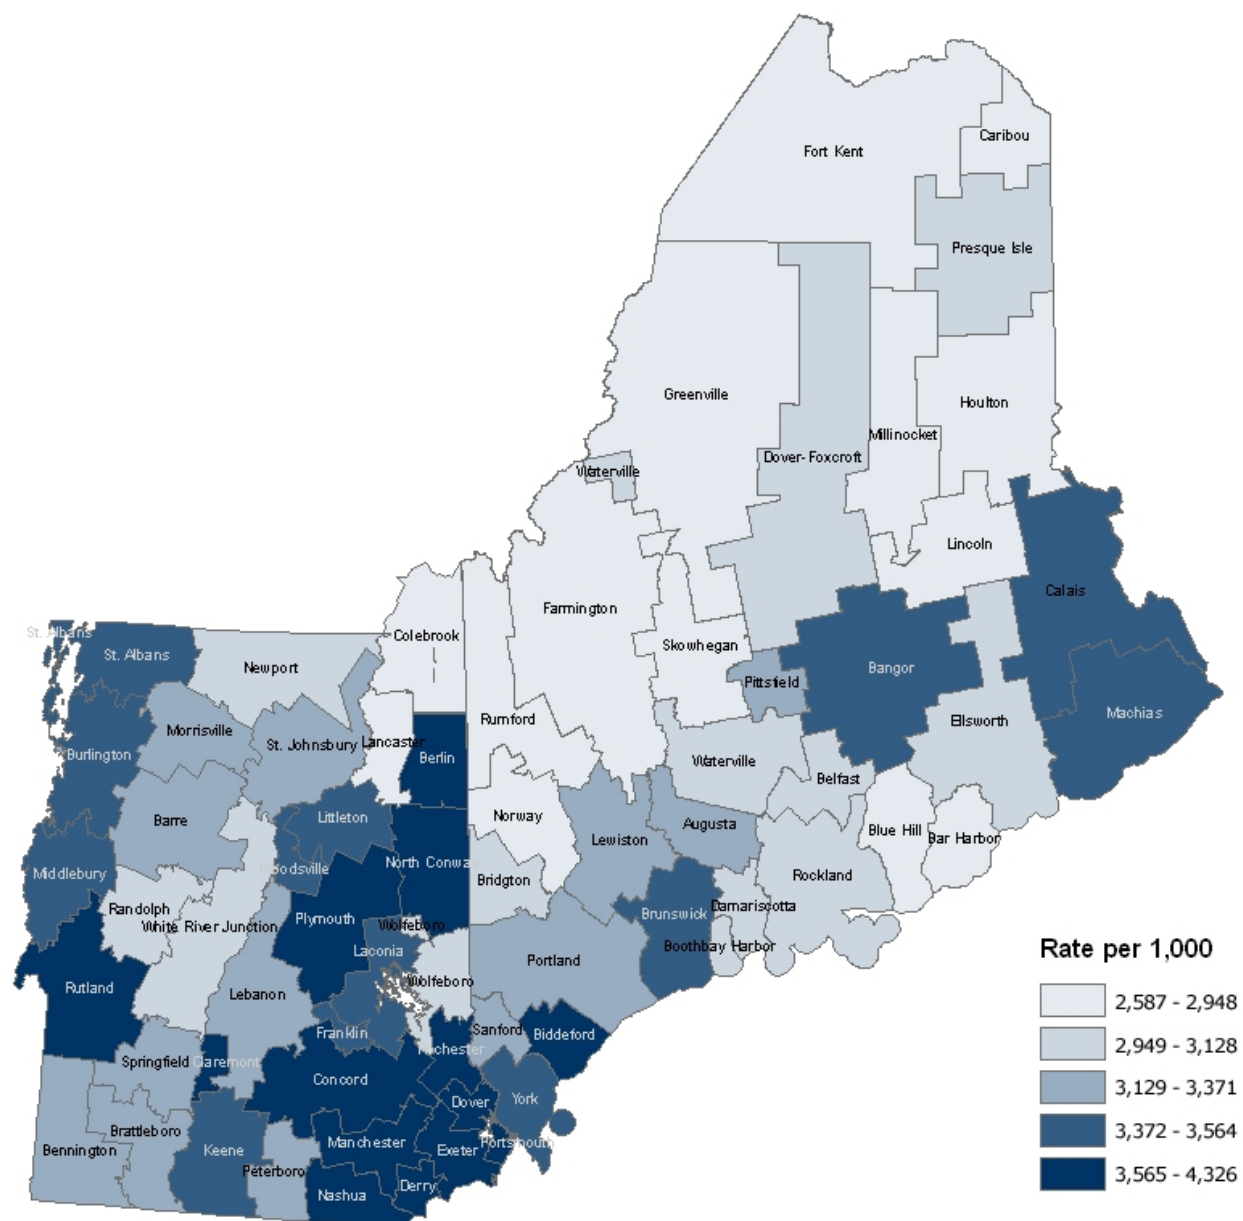 Fort Kent
Caribou
Presque Isle
Greenville
Houlton
Millinocket
Dover-Foxcroft
Waterville
Lincoln
Calais
Farmington
St. Albans
Colebrook
Skowhegan
St. Albans
Newport
Bangor
Pittsfield
Machias
Rumford
Ellsworth
Morrisville
St. Johnsbury
Lancaster
Burlington
Berlin
Waterville
Belfast
Littleton
Norway
Barre
Augusta
Blue Hill
Bar Harbor
Lewiston
North Conway
Woodsville
Middlebury
Bridgton
Rockland
Randolph
Damariscotta
Brunswick
Plymouth
White River Junction
Wolfeboro
Boothbay Harbor
Laconia
Portland
Rate per 1,000
Wolfeboro
Rutland
Lebanon
2,587 - 2,948
Franklin
Sanford
Biddeford
2,949 - 3,128
Rochester
Springfield
Claremont
Concord
3,129 - 3,371
Dover
York
Brattleboro
3,372 - 3,564
Manchester
Portsmouth
Bennington
Keene
Exeter
Peterboro
3,565 - 4,326
Derry
Nashua